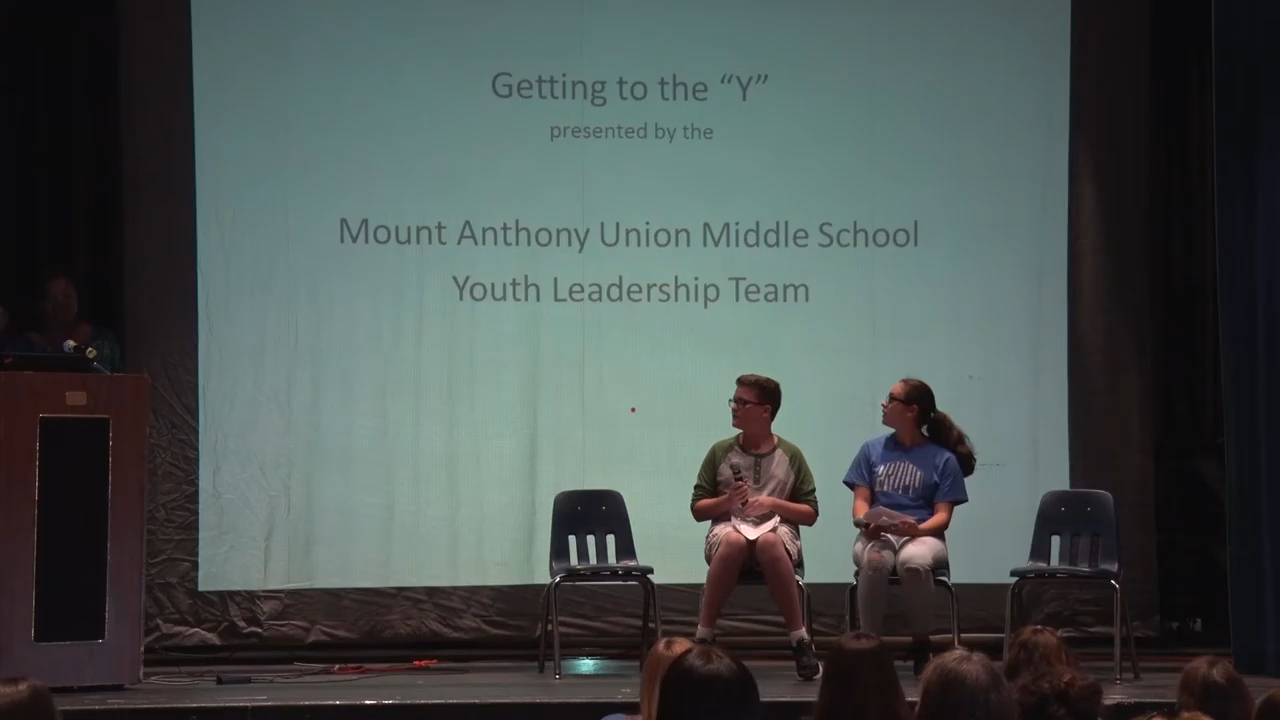 Getting to the “Y”
presented by the
Mount Anthony Union Middle School
Youth Leadership Team